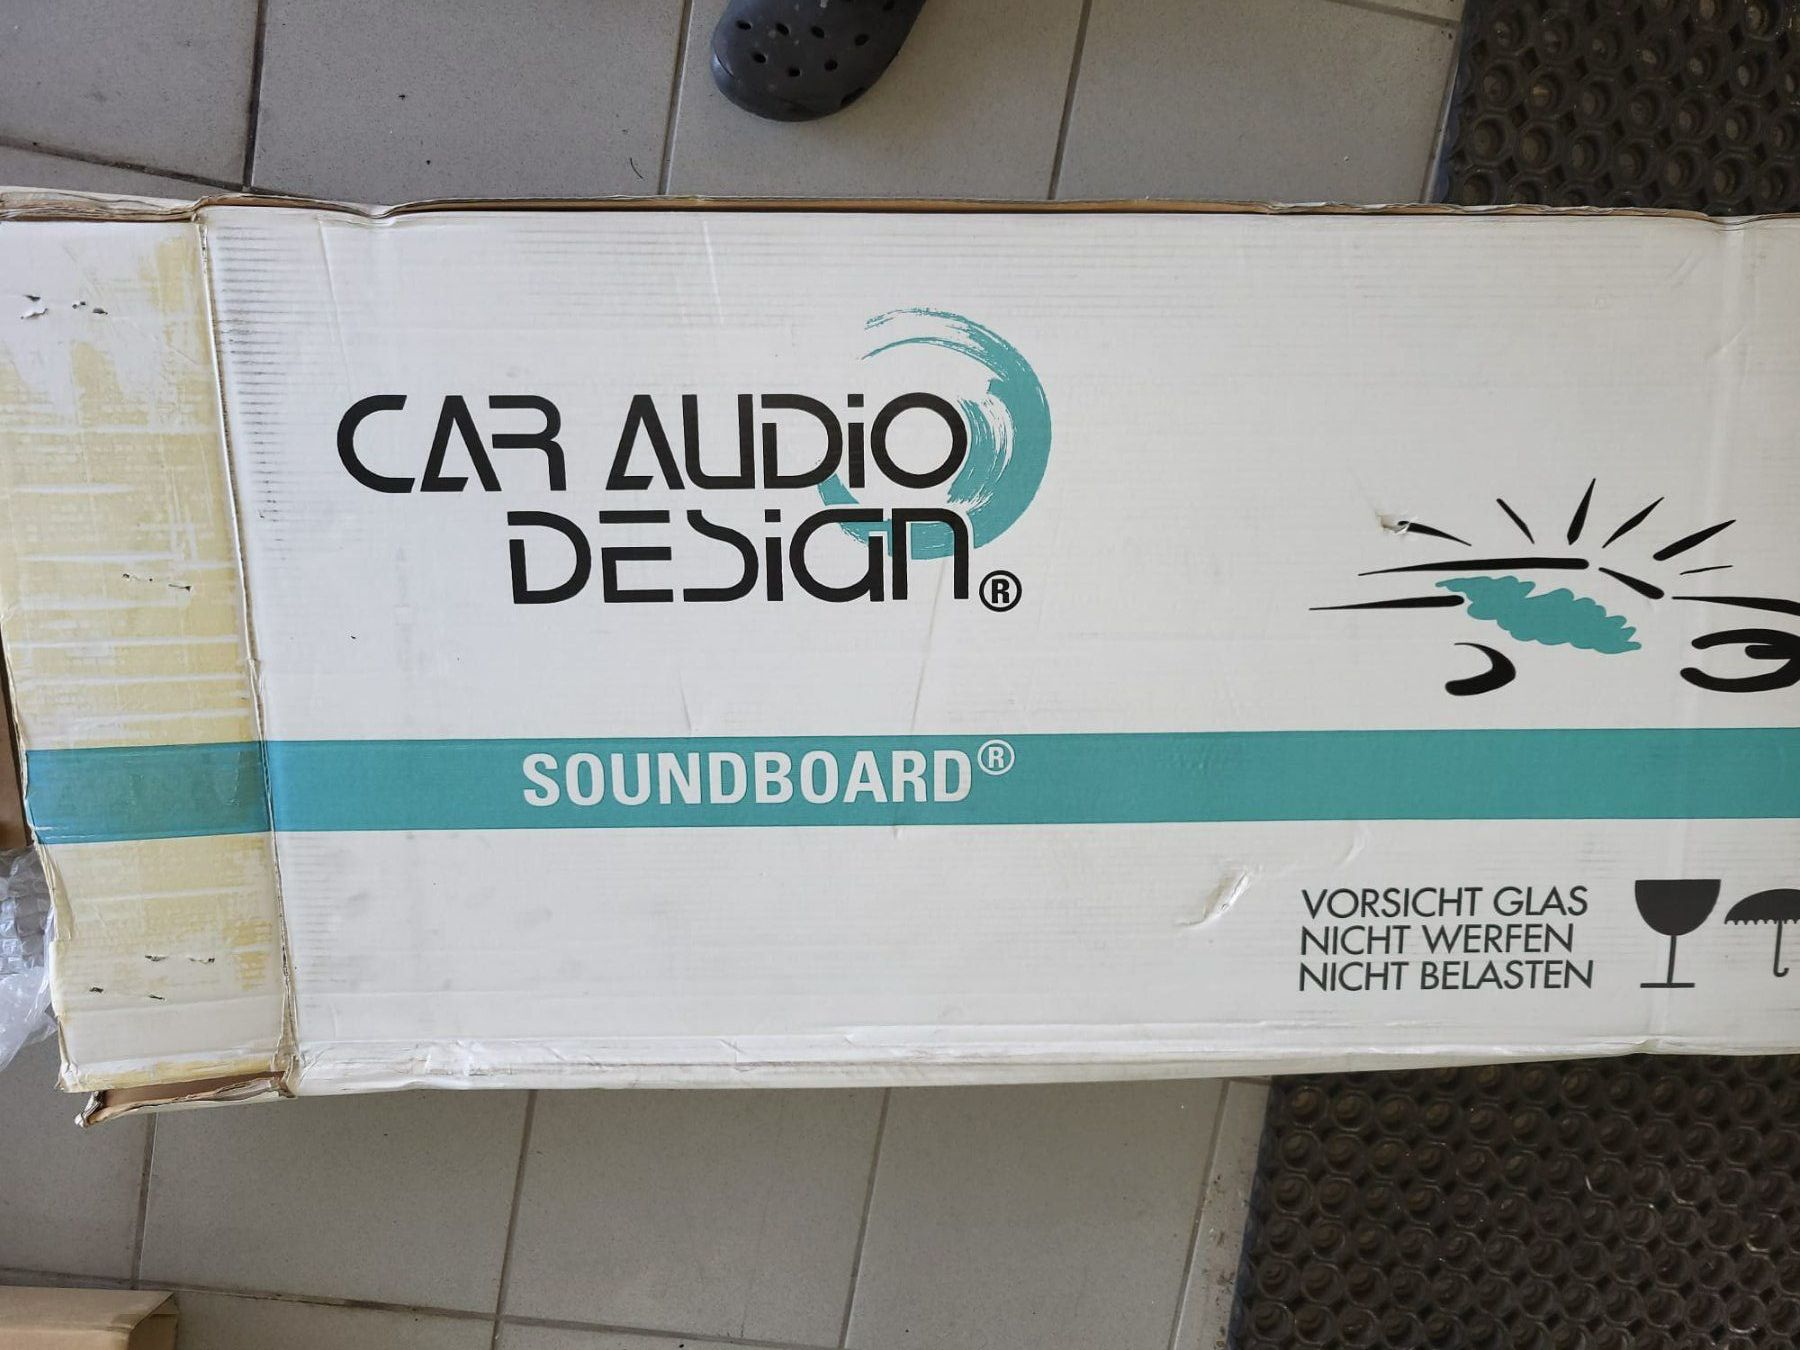 CAR AUDiO
DESiGn®
SOUNDBOARD®
VORSICHT GLAS
NICHT WERFEN
NICHT BELASTEN